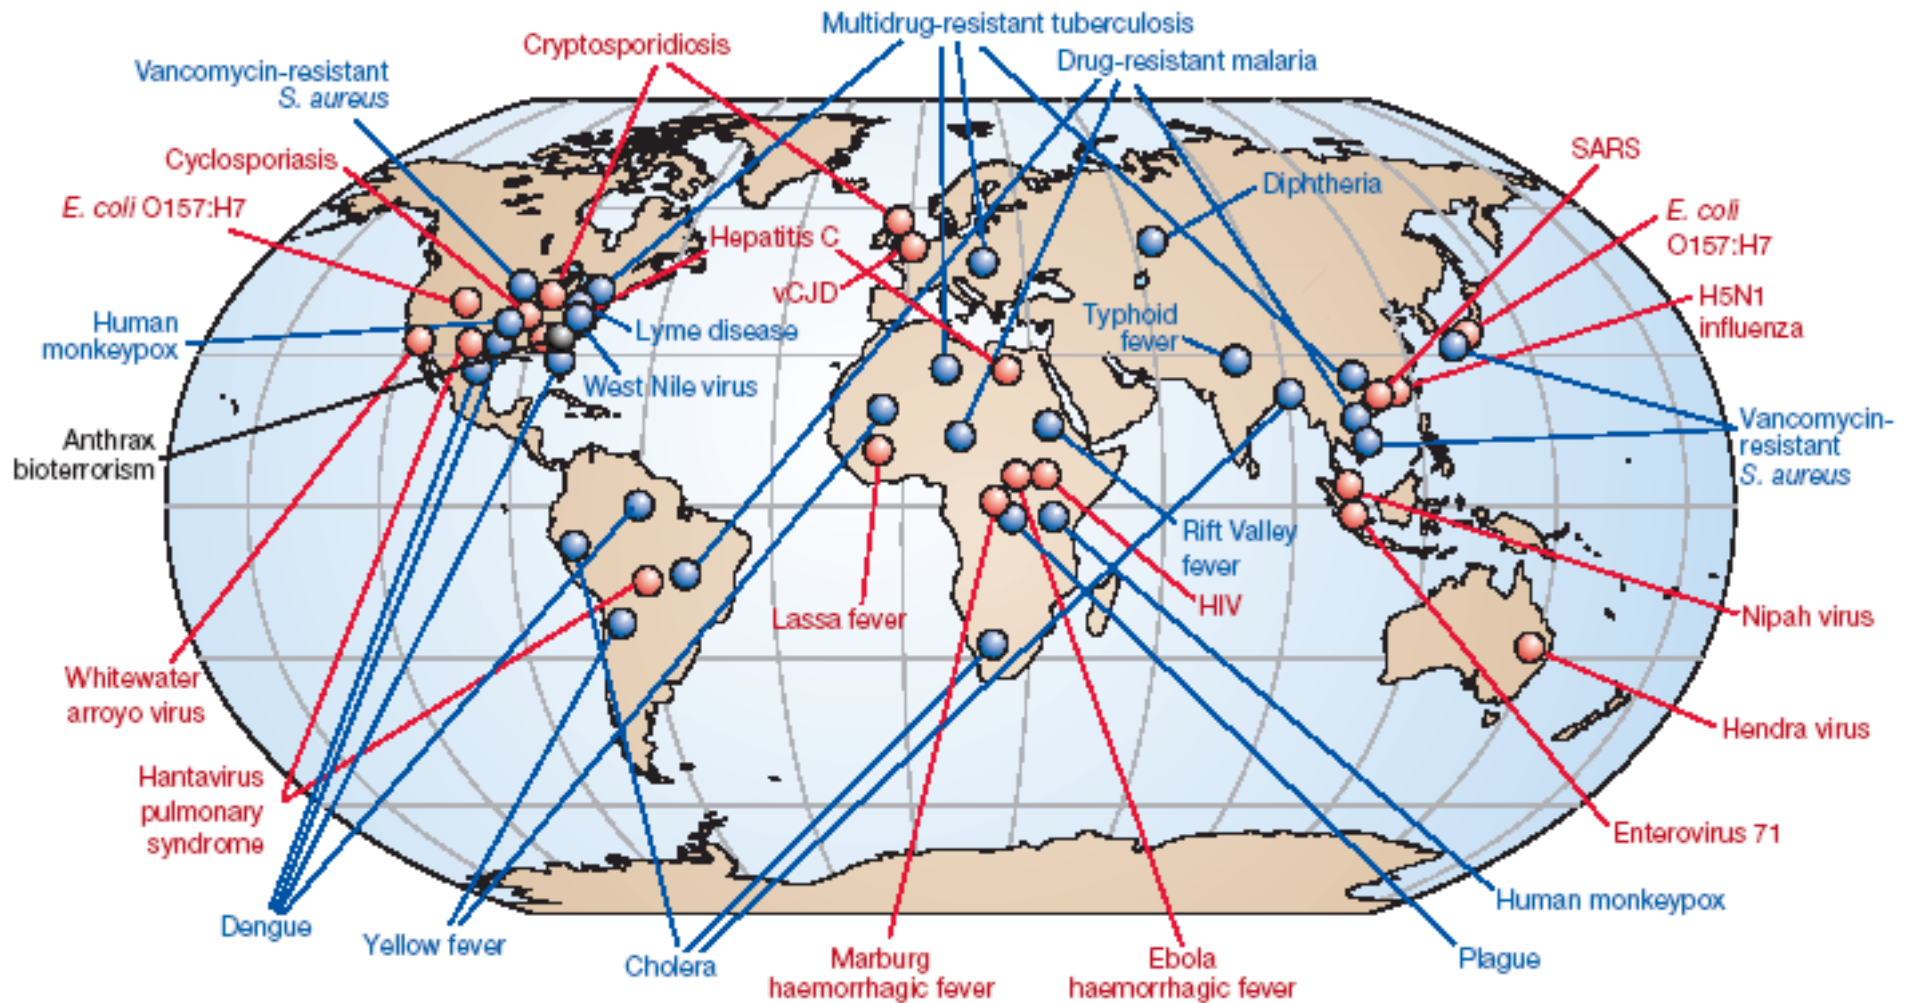 Multidrug-resistant tuberculosis
Cryptosporidiosis
Drug-resistant malaria
Vancomycin-resistant
S. aureus
Cyclosporiasis
SARS
Diphtheria
E. coli O157:H7
E. coli
O157:H7
Hepatitis C
vCJD
H5N1
influenza
Typhoid
fever
Human
monkeypox
Lyme disease
West Nile virus
Vancomycin-
resistant
S. aureus
Anthrax
bioterrorism
Rift Valley
fever
HIV
Lassa fever
Nipah virus
Whitewater
arroyo virus
Hendra virus
Hantavirus
pulmonary
syndrome
Enterovirus 71
Human monkeypox
Dengue
Yellow fever
Cholera
Marburg
haemorrhagic fever
Ebola
haemorrhagic fever
Plague